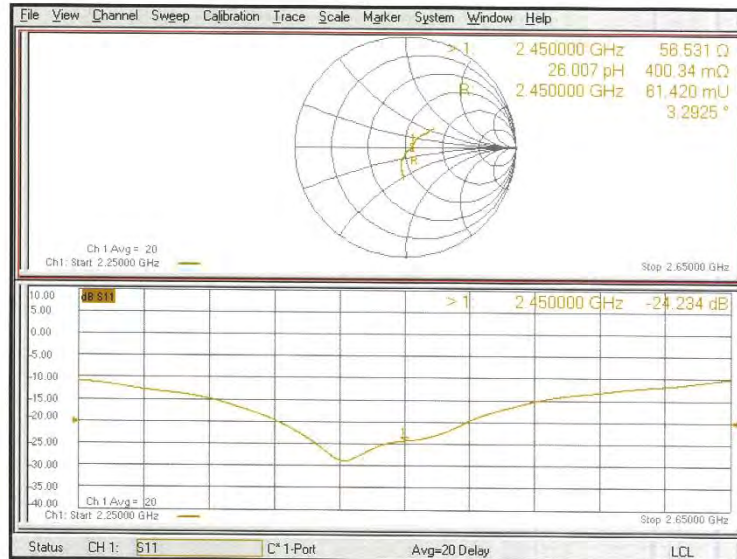 File View Channel Sweep Calibration Trace Scale Marker System Window Help
> 1: 2.450000 GHz 56.531 Ω
26.007 pH 400.34 mΩ
R 2.450000 GHz 61.420 mU
3.2925 °
1
R
Ch 1 Avg = 20
Ch1: Start 2.25000 GHz Stop 2.65000 GHz
10.00 dB S11 > 1: 2.450000 GHz -24.234 dB
5.00
0.00
-5.00
-10.00
-15.00
-20.00
-25.00 1
-30.00
-35.00
-40.00
Ch 1 Avg = 20
Ch1: Start 2.25000 GHz Stop 2.65000 GHz
Status CH 1: S11 C* 1-Port Avg=20 Delay LCL